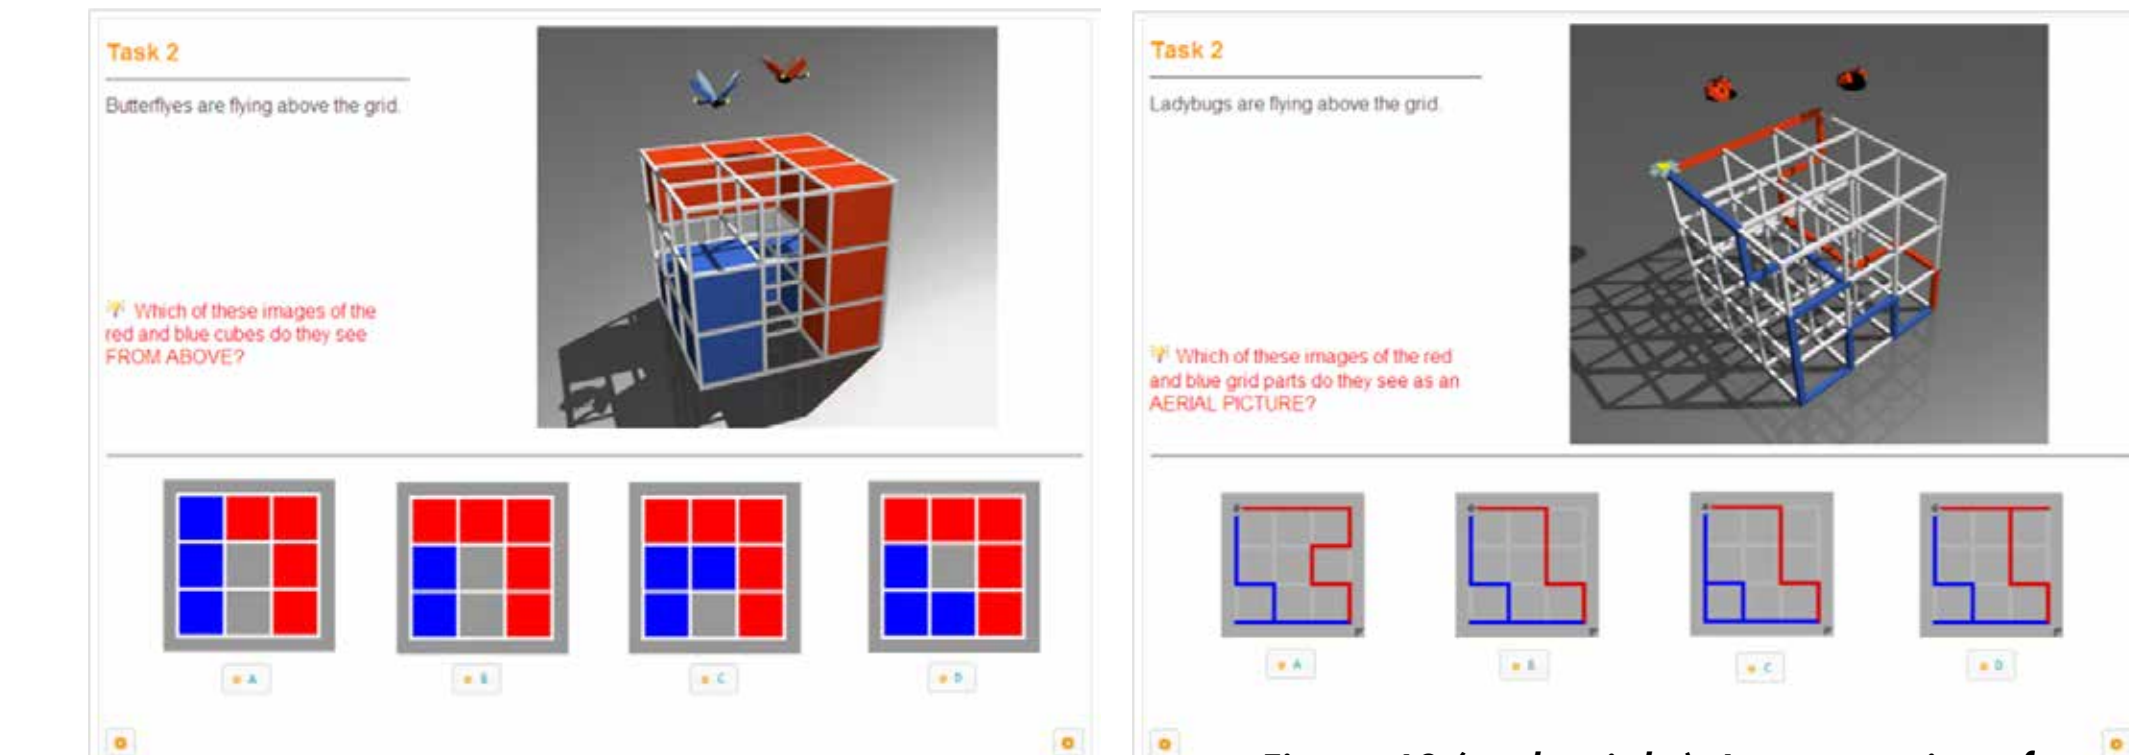 Task 2
Butterflyes are flying above the grid.
Which of these images of the
red and blue cubes do they see
FROM ABOVE?
A
B
C
D
Task 2
Ladybugs are flying above the grid.
Which of these images of the red
and blue grid parts do they see as an
AERIAL PICTURE?
A
B
C
D